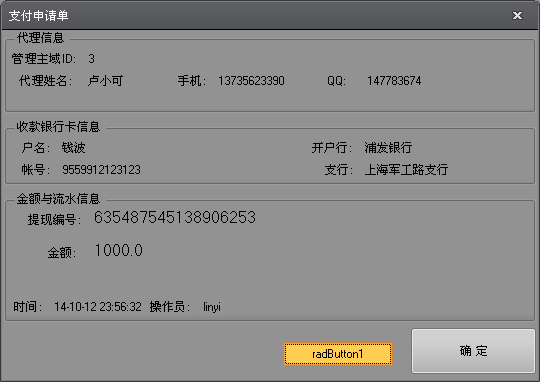 支付申请单
代理信息
管理主域ID: 3
代理姓名: 卢小可 手机: 13735623390 QQ: 147783674
收款银行卡信息
户名: 钱波 开户行: 浦发银行
帐号: 9559912123123 支行: 上海军工路支行
金额与流水信息
提现编号: 635487545138906253
金额: 1000.0
时间: 14-10-12 23:56:32 操作员: linyi
radButton1
确 定